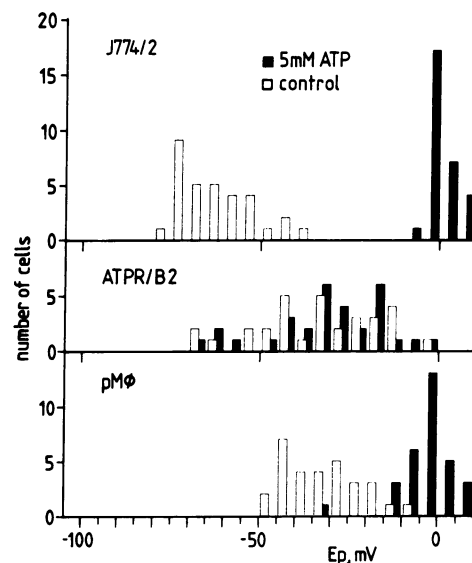 20
J774/2
■ 5mM ATP
□ control
15
10
5
0
number of cells
ATPR/B2
5
0
pMø
10
5
0
-100
-50
0
Ep, mV